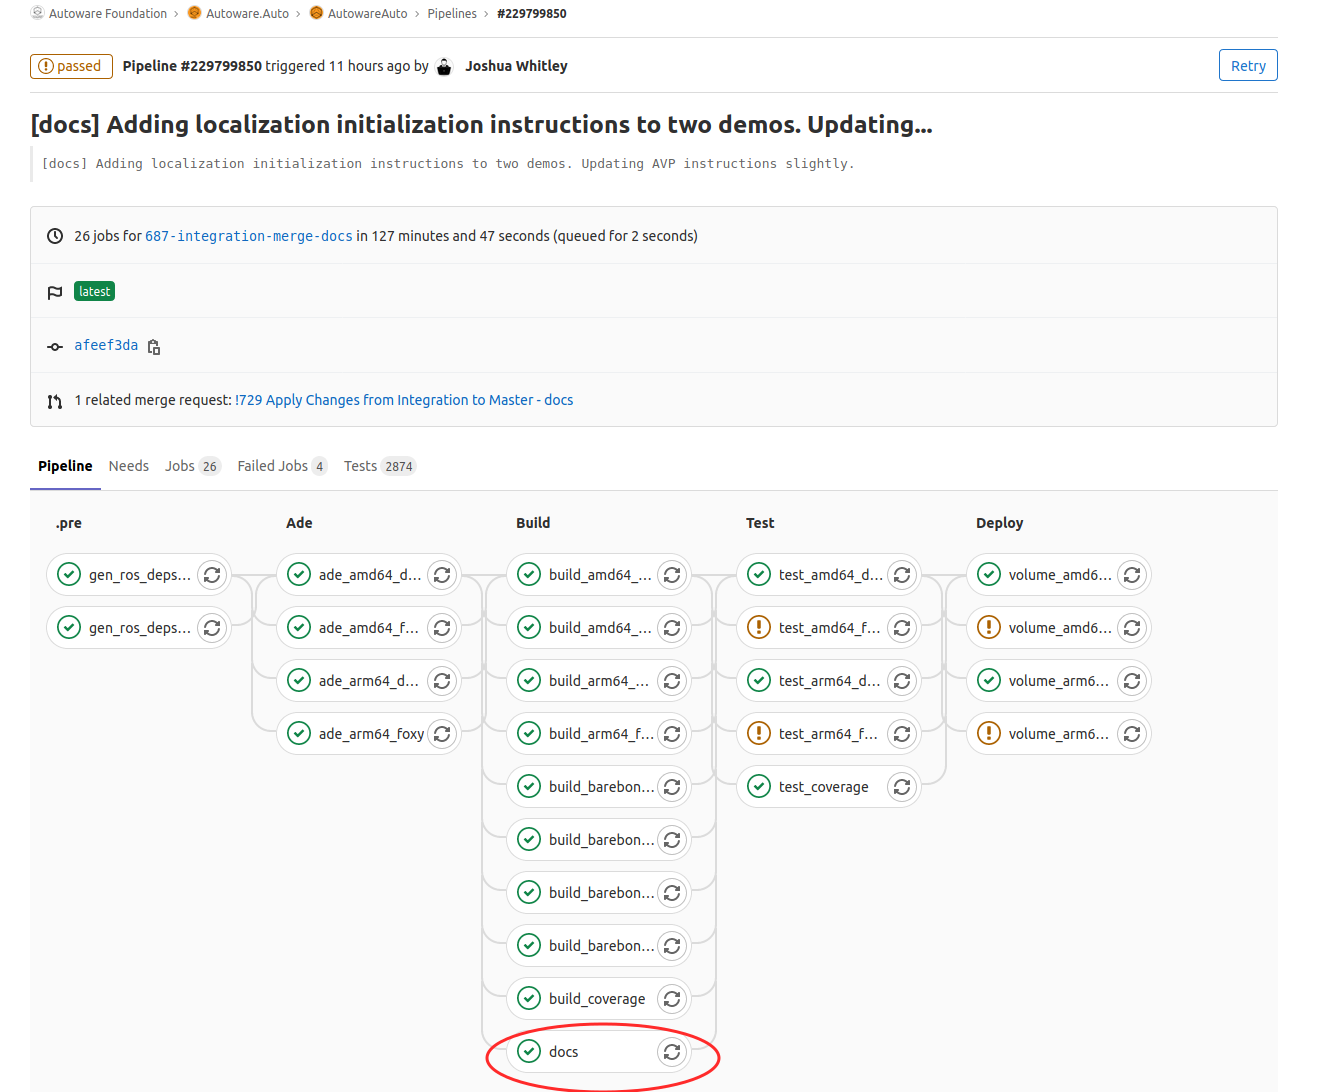 Autoware Foundation › Autoware.Auto › AutowareAuto › Pipelines › #229799850
passed Pipeline #229799850 triggered 11 hours ago by Joshua Whitley Retry
[docs] Adding localization initialization instructions to two demos. Updating...
[docs] Adding localization initialization instructions to two demos. Updating AVP instructions slightly.
26 jobs for 687-integration-merge-docs in 127 minutes and 47 seconds (queued for 2 seconds)
latest
afeef3da
1 related merge request: !729 Apply Changes from Integration to Master - docs
Pipeline Needs Jobs 26 Failed Jobs 4 Tests 2874
.pre Ade Build Test Deploy
gen_ros_deps... ade_amd64_d... build_amd64_... test_amd64_d... volume_amd6...
gen_ros_deps... ade_amd64_f... build_amd64_... test_amd64_f... volume_amd6...
ade_arm64_d... build_arm64_... test_arm64_d... volume_arm6...
ade_arm64_foxy build_arm64_f... test_arm64_f... volume_arm6...
build_barebon... test_coverage
build_barebon...
build_barebon...
build_barebon...
build_coverage
docs